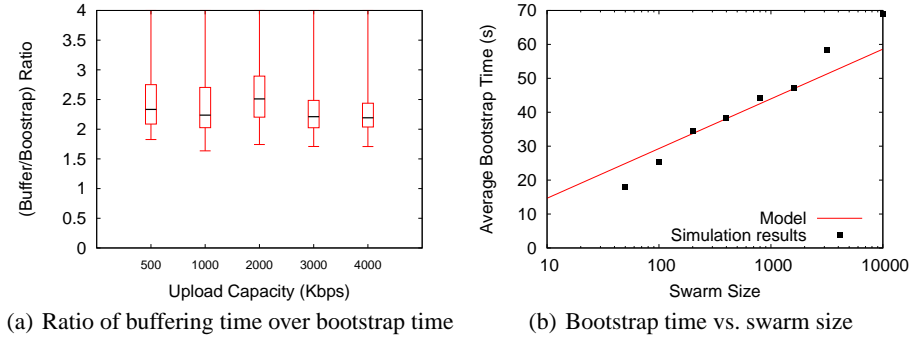 4
3.5
3
2.5
2
1.5
1
0.5
0
(Buffer/Boostrap) Ratio
500 1000 2000 3000 4000
Upload Capacity (Kbps)
(a) Ratio of buffering time over bootstrap time
70
60
50
40
30
20
10
0
Average Bootstrap Time (s)
Model
Simulation results
10 100 1000 10000
Swarm Size
(b) Bootstrap time vs. swarm size